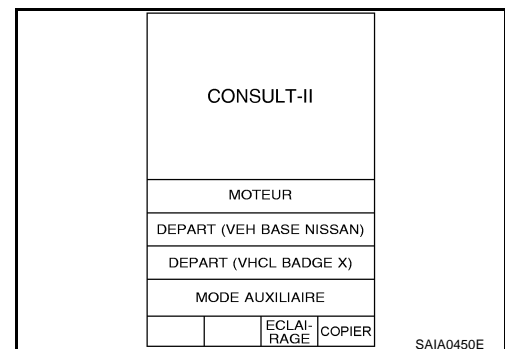 CONSULT-II
MOTEUR
DEPART (VEH BASE NISSAN)
DEPART (VHCL BADGE X)
MODE AUXILIAIRE
ECLAI-
RAGE
COPIER
SAIA0450E